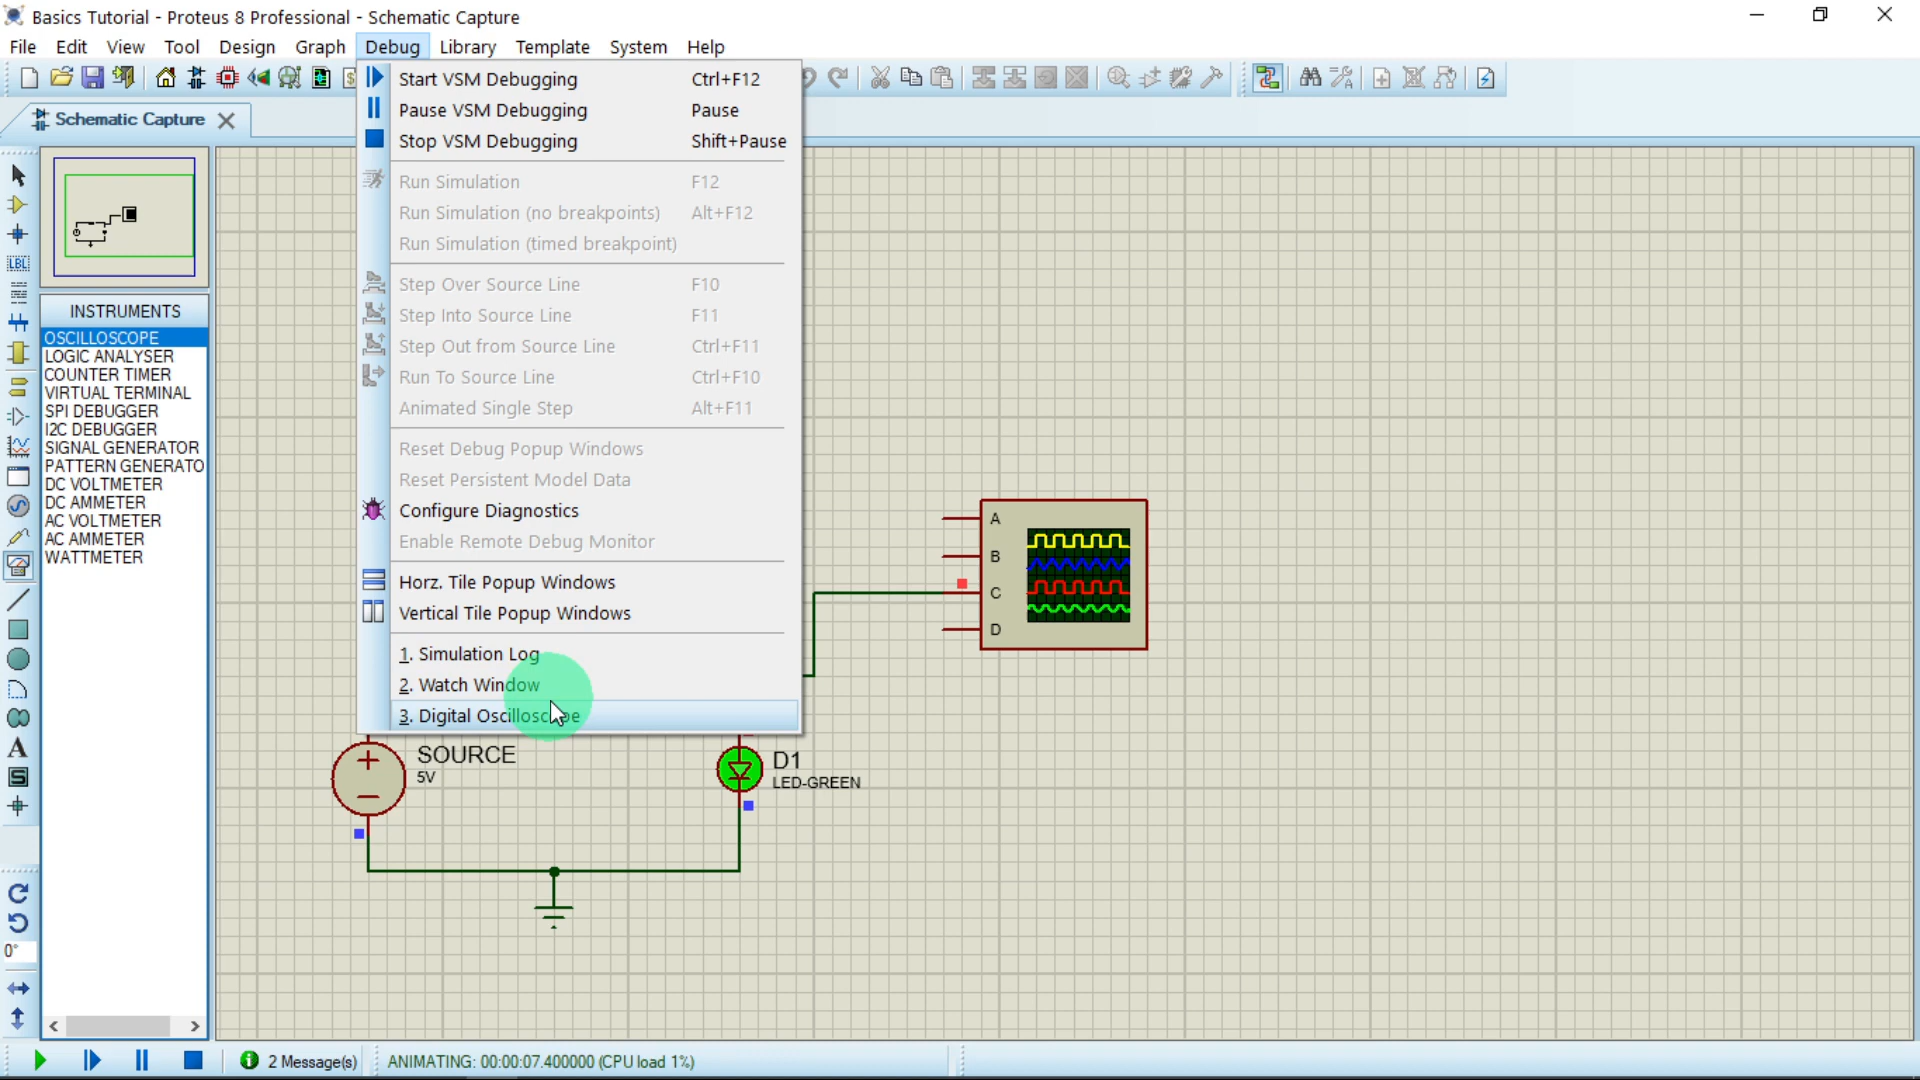 Basics Tutorial - Proteus 8 Professional - Schematic Capture
File Edit View Tool Design Graph Debug Library Template System Help
Schematic Capture
Start VSM Debugging Ctrl+F12
Pause VSM Debugging Pause
Stop VSM Debugging Shift+Pause
Run Simulation F12
Run Simulation (no breakpoints) Alt+F12
Run Simulation (timed breakpoint)
Step Over Source Line F10
Step Into Source Line F11
Step Out from Source Line Ctrl+F11
Run To Source Line Ctrl+F10
Animated Single Step Alt+F11
Reset Debug Popup Windows
Reset Persistent Model Data
Configure Diagnostics
Enable Remote Debug Monitor
Horz. Tile Popup Windows
Vertical Tile Popup Windows
1. Simulation Log
2. Watch Window
3. Digital Oscilloscope
LBL
INSTRUMENTS
OSCILLOSCOPE
LOGIC ANALYSER
COUNTER TIMER
VIRTUAL TERMINAL
SPI DEBUGGER
I2C DEBUGGER
SIGNAL GENERATOR
PATTERN GENERATO
DC VOLTMETER
DC AMMETER
AC VOLTMETER
AC AMMETER
WATTMETER
A
S
0°
A
B
C
D
SOURCE
5V
D1
LED-GREEN
2 Message(s)
ANIMATING: 00:00:07.400000 (CPU load 1%)